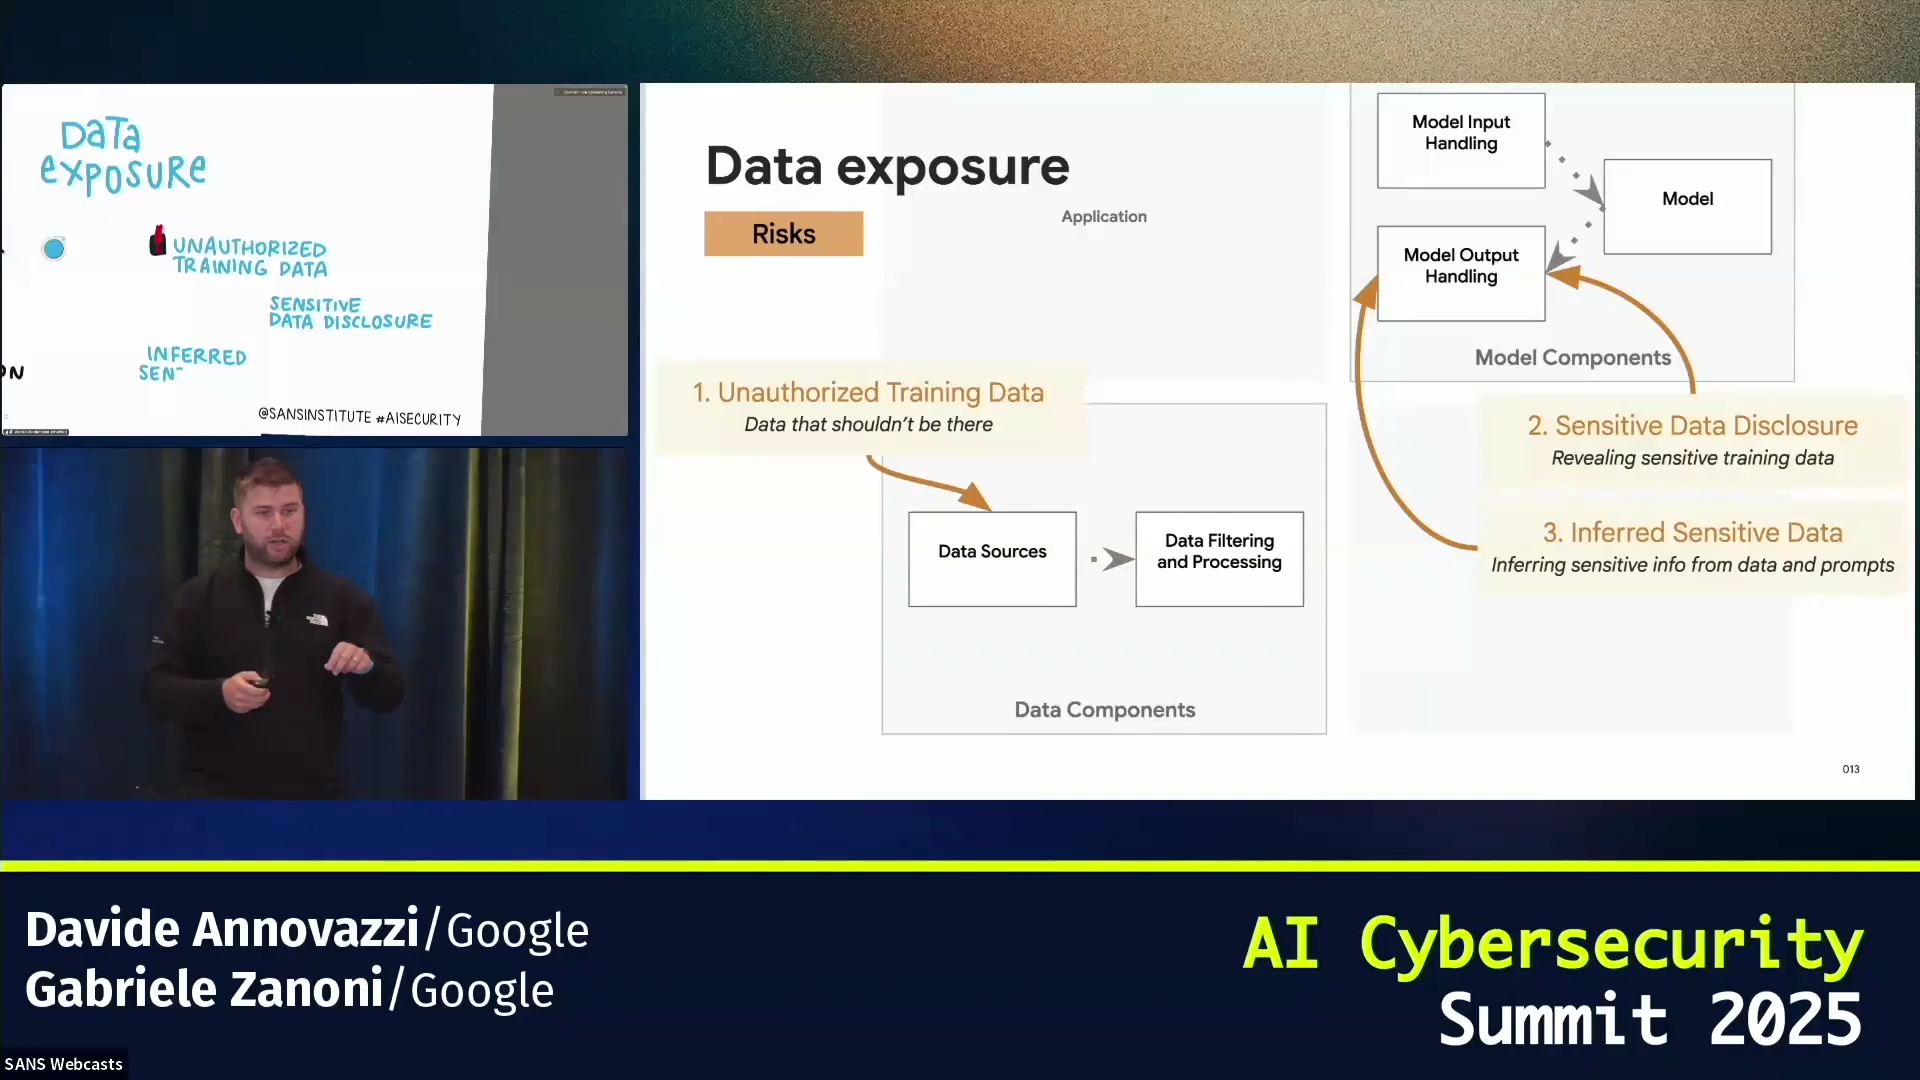 Data
exposure
UNAUTHORIZED
TRAINING DATA
SENSITIVE
DATA DISCLOSURE
INFERRED
SEN
ON
@SANSINSTITUTE #AISECURITY
Data exposure
Risks
Application
Model Input
Handling
Model
Model Output
Handling
Model Components
1. Unauthorized Training Data
Data that shouldn't be there
2. Sensitive Data Disclosure
Revealing sensitive training data
3. Inferred Sensitive Data
Inferring sensitive info from data and prompts
Data Sources
Data Filtering
and Processing
Data Components
013
Davide Annovazzi/Google
Gabriele Zanoni/Google
AI Cybersecurity
Summit 2025
SANS Webcasts